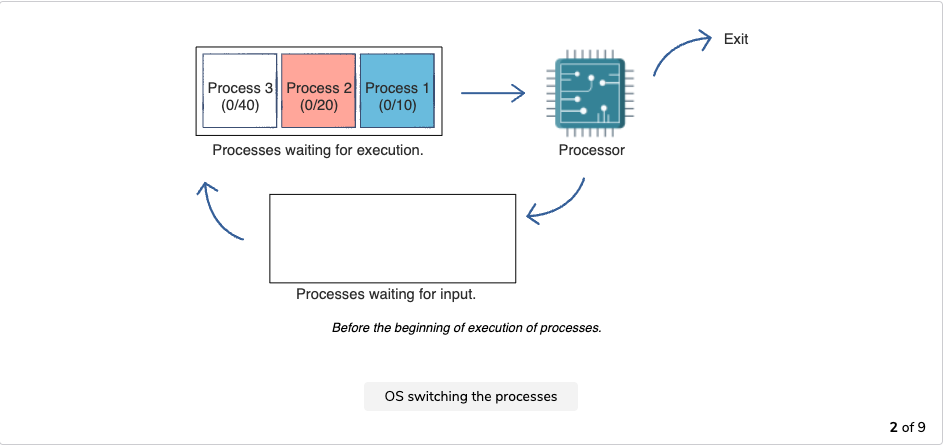 Exit
Process 3 Process 2 Process 1
(0/40) (0/20) (0/10)
Processes waiting for execution.
Processor
Processes waiting for input.
Before the beginning of execution of processes.
OS switching the processes
2 of 9